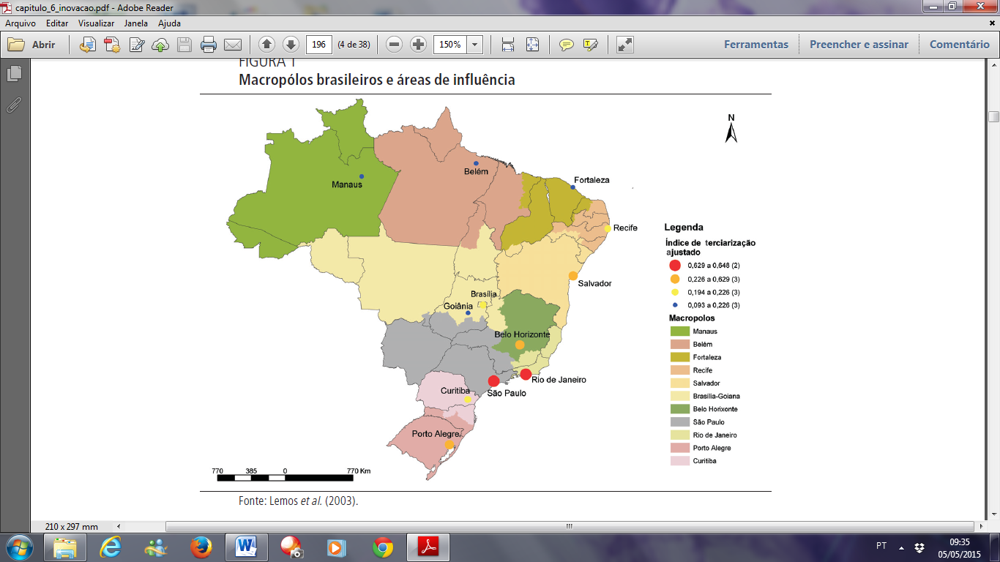 capitulo_6_inovacao.pdf - Adobe Reader
Arquivo Editar Visualizar Janela Ajuda
Abrir
196
(4 de 38)
150%
Ferramentas
Preencher e assinar
Comentário
FIGURA 1
Macropólos brasileiros e áreas de influência
N
Manaus
Belém
Fortaleza
Recife
Salvador
Brasília
Goiânia
Belo Horizonte
Rio de Janeiro
São Paulo
Curitiba
Porto Alegre
Legenda
Índice de terciarização
ajustado
0,629 a 0,648 (2)
0,226 a 0,629 (3)
0,194 a 0,226 (3)
0,093 a 0,226 (3)
Macropolos
Manaus
Belém
Fortaleza
Recife
Salvador
Brasília-Goiana
Belo Horixonte
São Paulo
Rio de Janeiro
Porto Alegre
Curitiba
770 385 0 770 Km
Fonte: Lemos et al. (2003).
210 x 297 mm
PT
09:35
05/05/2015